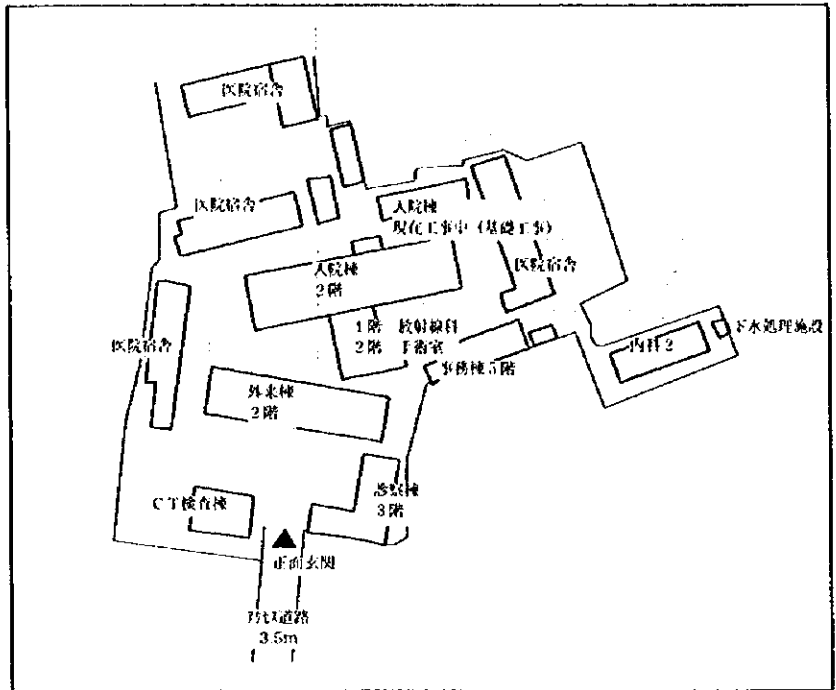 医院宿舎
医院宿舎
入院棟
現在工事中（基礎工事）
入院棟
2階
医院宿舎
1階 放射線科
2階 手術室
下水処理施設
医院宿舎
事務棟5階
内科2
外来棟
2階
CT検査棟
診察棟
3階
正面玄関
アクセス道路
3.5m